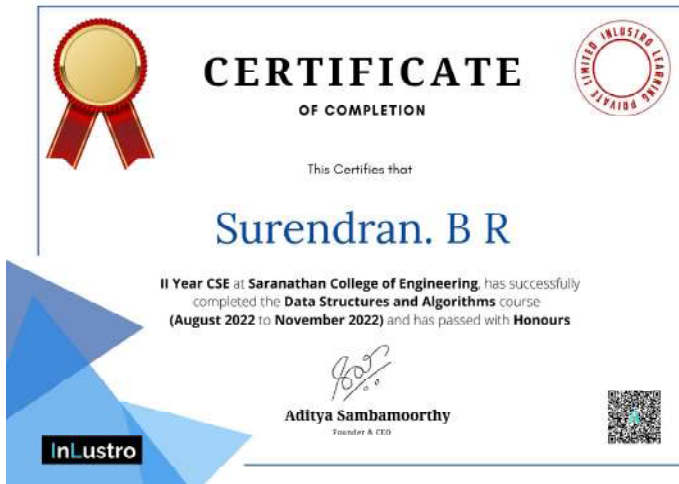 CERTIFICATE
OF COMPLETION
INLUSTRO LEARNING PRIVATE LIMITED
This Certifies that
Surendran. B R
II Year CSE at Saranathan College of Engineering, has successfully
completed the Data Structures and Algorithms course
(August 2022 to November 2022) and has passed with Honours
Aditya Sambamoorthy
Founder & CEO
InLustro